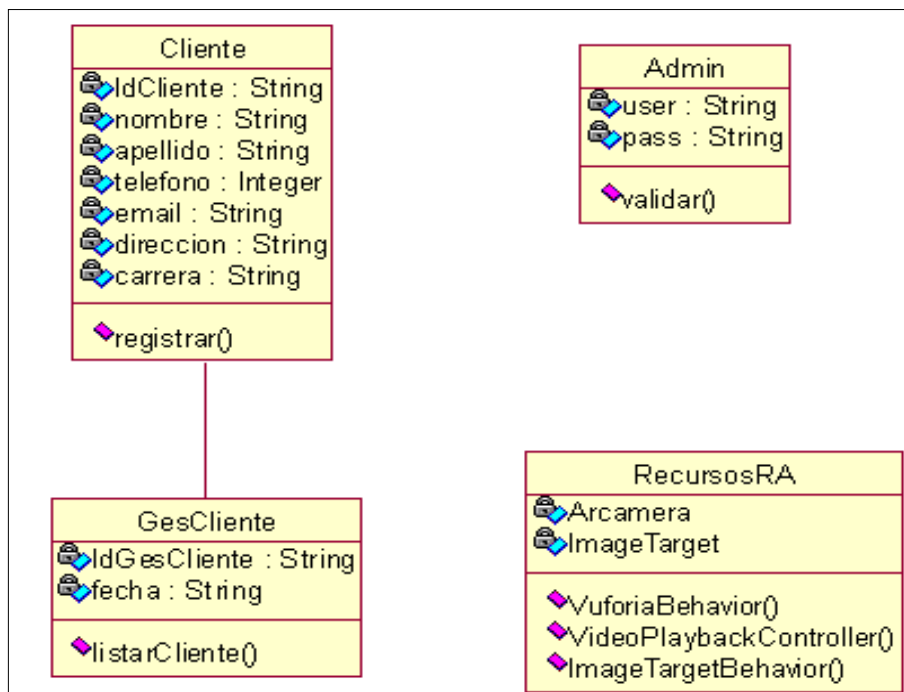 Cliente
IdCliente : String
nombre : String
apellido : String
telefono : Integer
email : String
direccion : String
carrera : String
registrar()
Admin
user : String
pass : String
validar()
GesCliente
IdGesCliente : String
fecha : String
listarCliente()
RecursosRA
Arcamera
ImageTarget
VuforiaBehavior()
VideoPlaybackController()
ImageTargetBehavior()